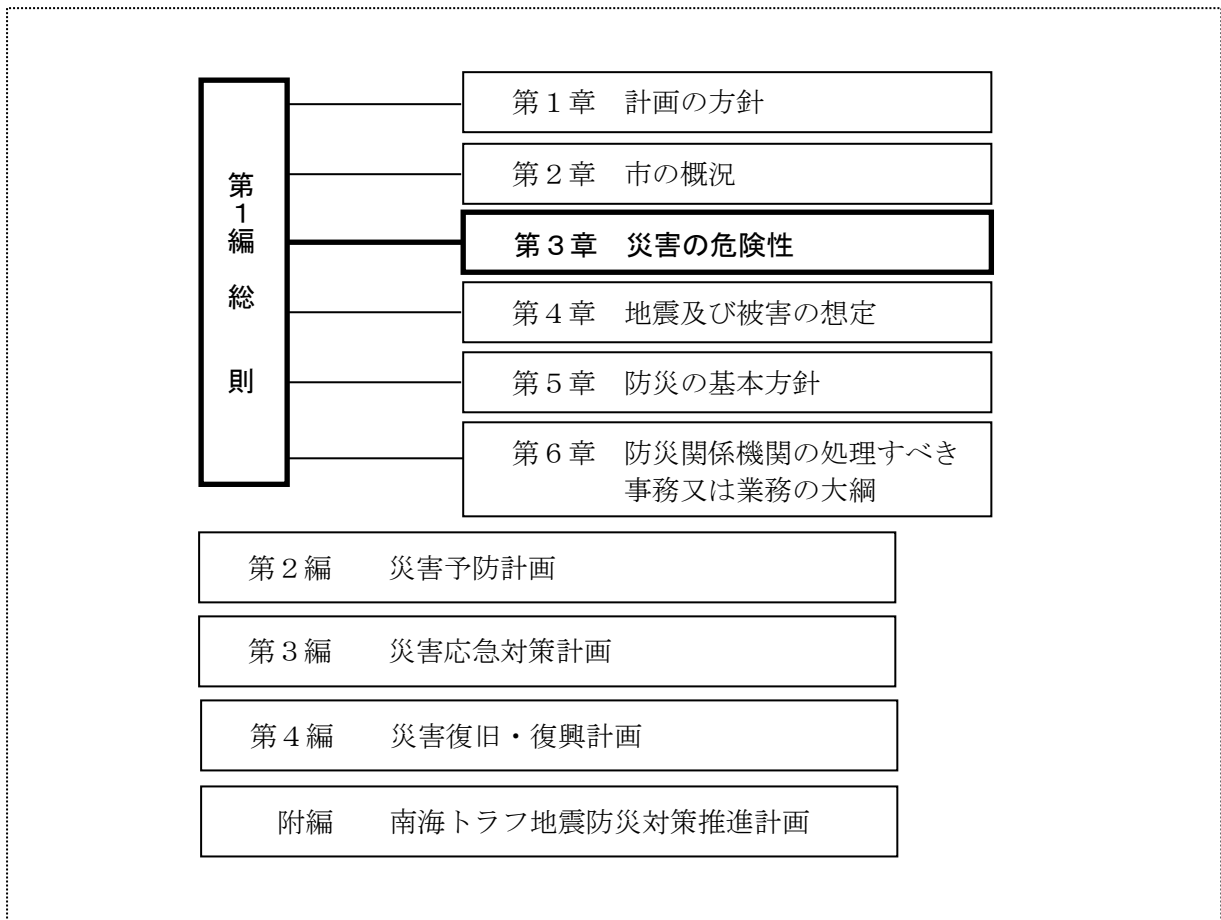 第1編 総則
第１章　計画の方針
第２章　市の概況
第３章　災害の危険性
第４章　地震及び被害の想定
第５章　防災の基本方針
第６章　防災関係機関の処理すべき
事務又は業務の大綱
第２編　災害予防計画
第３編　災害応急対策計画
第４編　災害復旧・復興計画
附編　南海トラフ地震防災対策推進計画